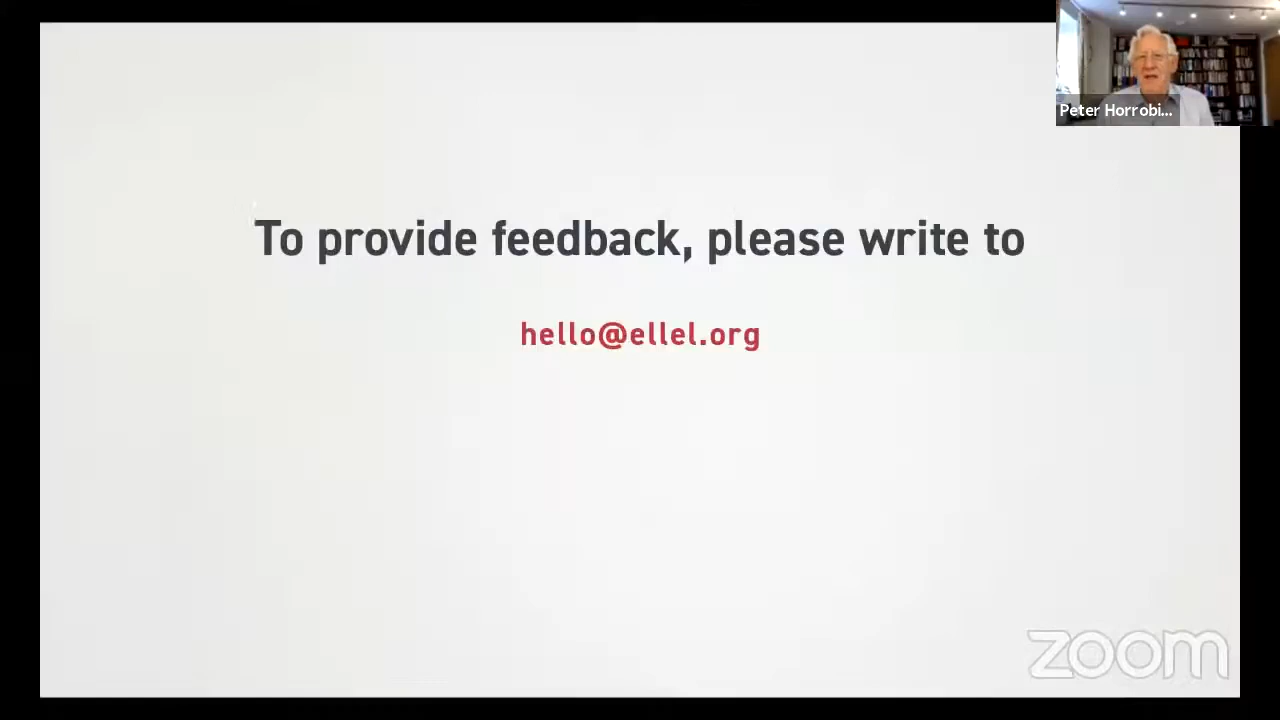 Peter Horrobi...
To provide feedback, please write to
hello@ellel.org
zoom